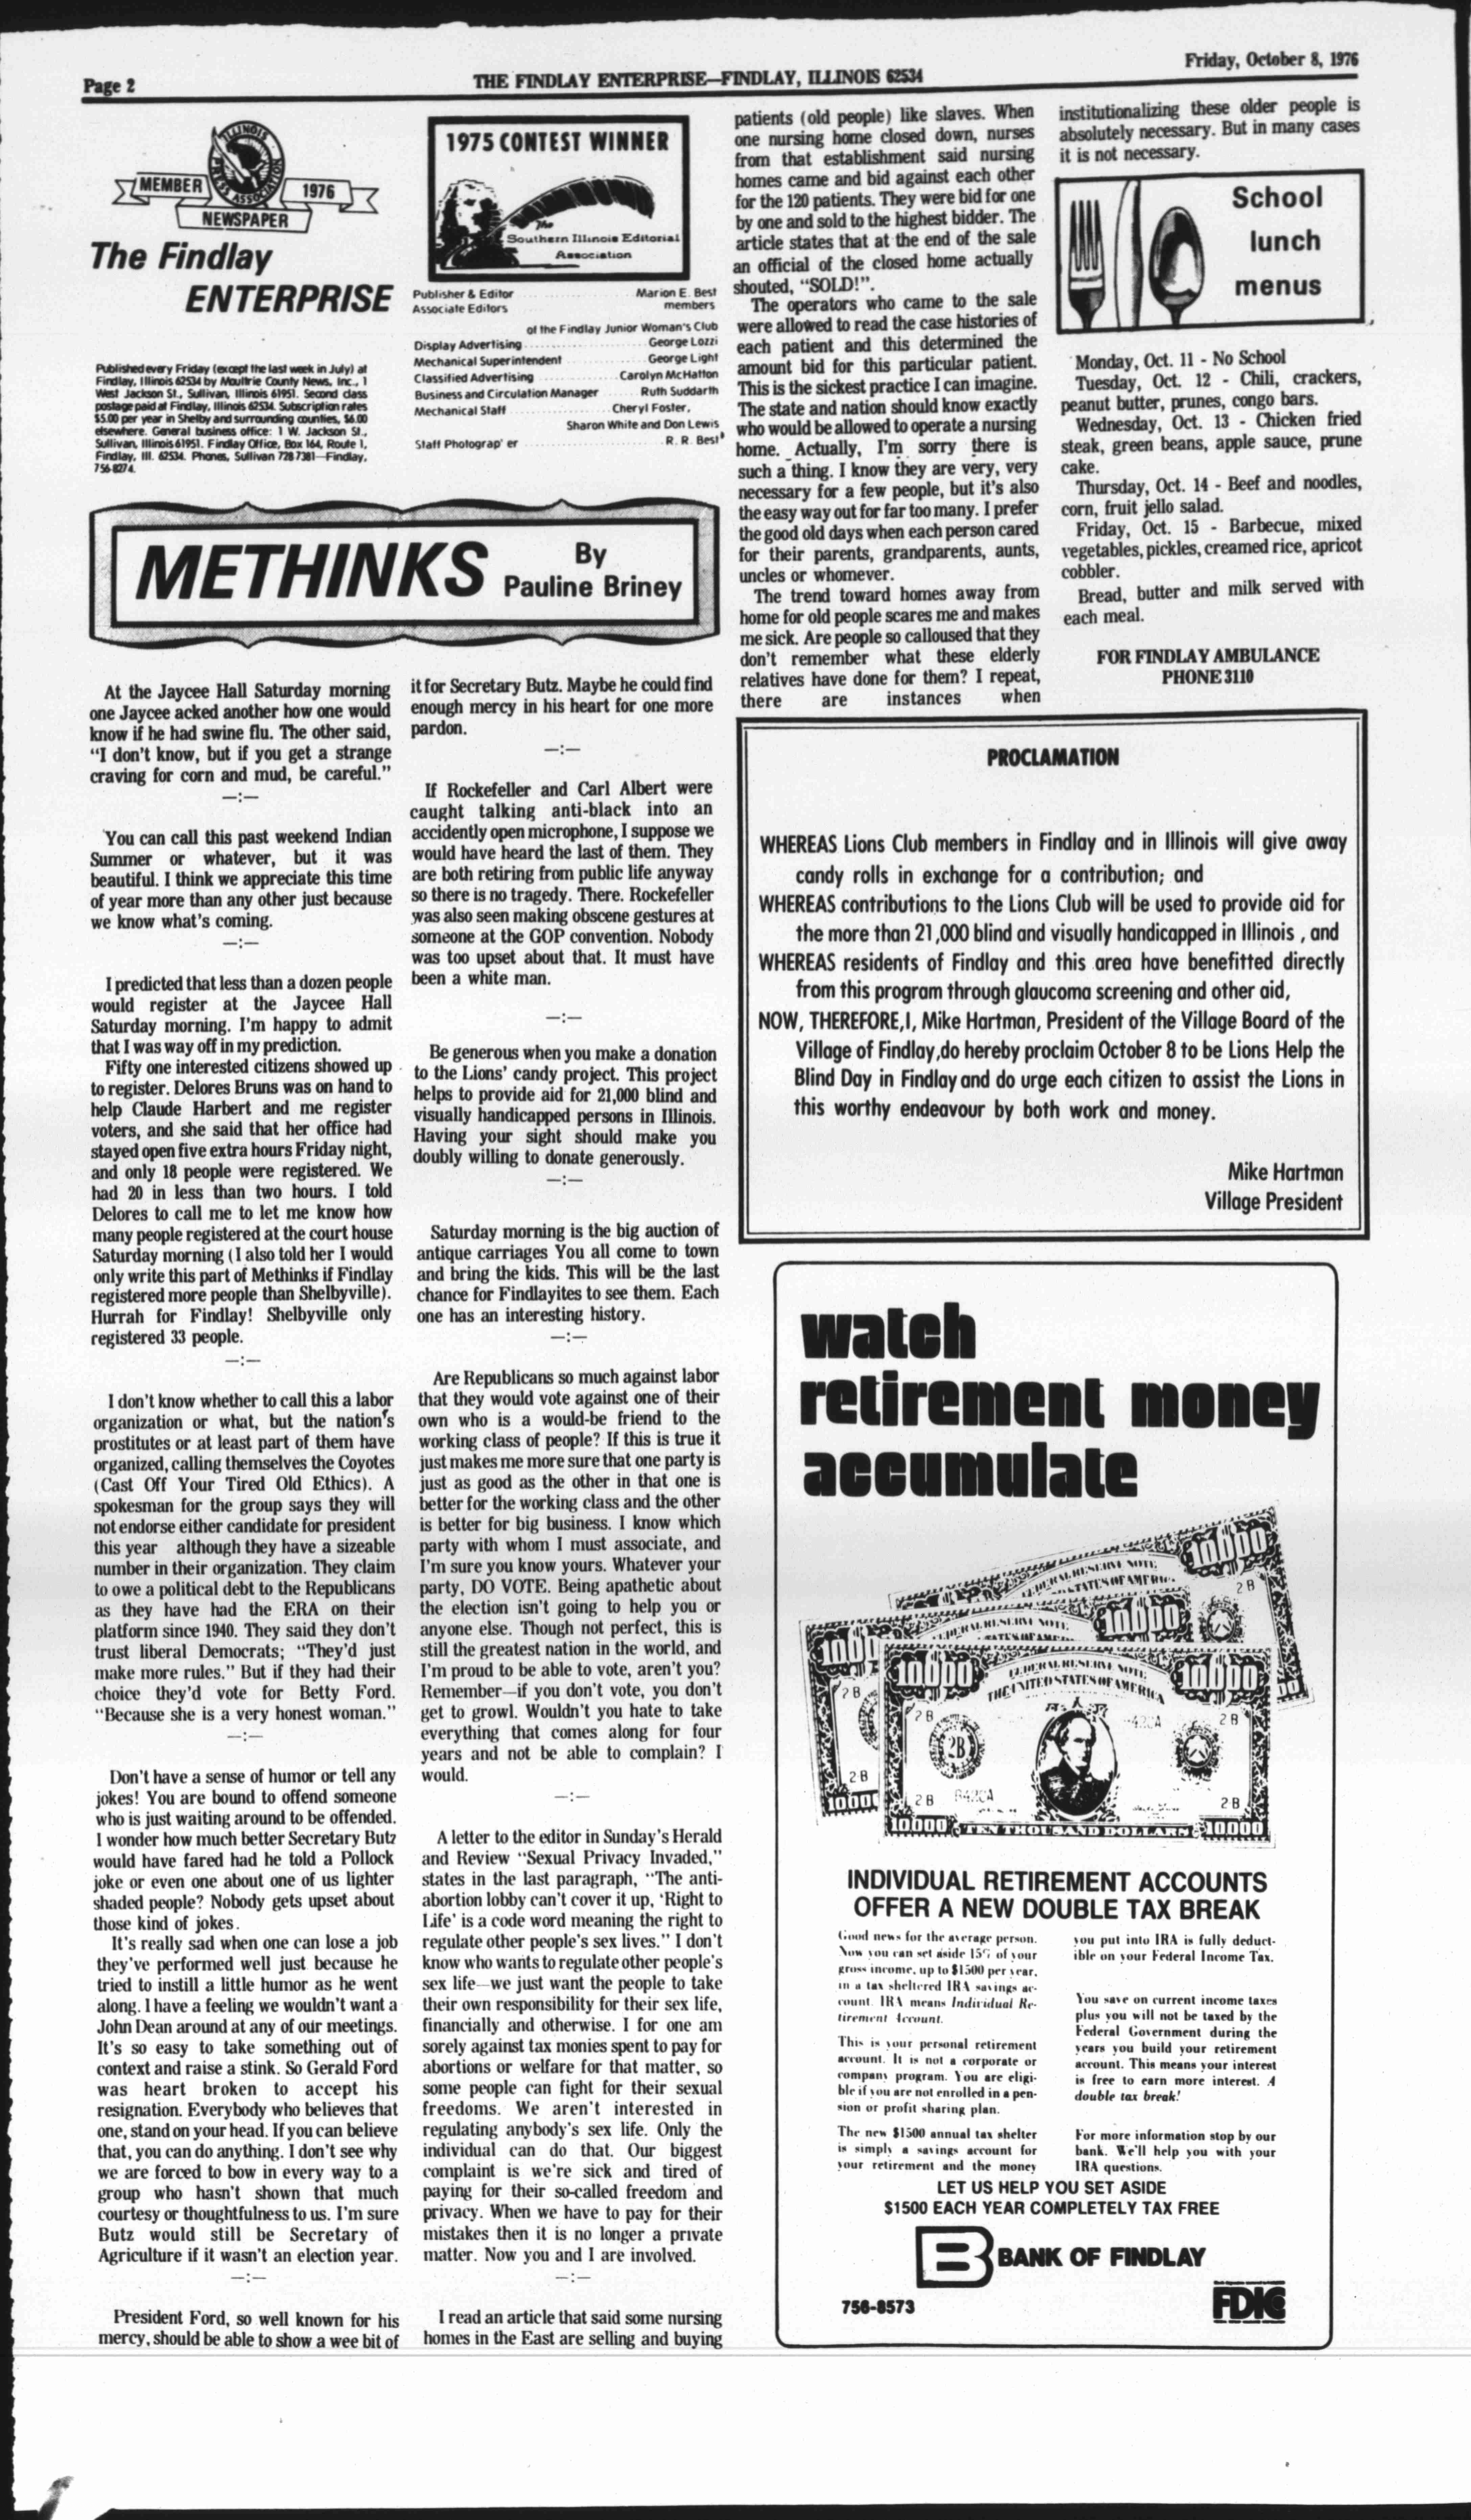 Page 2
THE FINDLAY ENTERPRISE—FINDLAY, ILLINOIS 62534
Friday, October 8, 1976
ILLINOIS
PRESS ASSOCIATION
MEMBER
1976
NEWSPAPER
The Findlay
ENTERPRISE
Published every Friday (except the last week in July) at
Findlay, Illinois 62534 by Moultrie County News, Inc., 1
West Jackson St., Sullivan, Illinois 61951. Second class
postage paid at Findlay, Illinois 62534. Subscription rates
$5.00 per year in Shelby and surrounding counties, $6.00
elsewhere. General business office: 1 W. Jackson St.,
Sullivan, Illinois 61951. Findlay Office, Box 164, Route 1,
Findlay, Ill. 62534. Phones, Sullivan 728 7381—Findlay,
756-8274.
1975 CONTEST WINNER
The
Southern Illinois Editorial
Association
Publisher & Editor Marion E. Best
Associate Editors members
of the Findlay Junior Woman's Club
Display Advertising George Lozzi
Mechanical Superintendent George Light
Classified Advertising Carolyn McHatton
Business and Circulation Manager Ruth Suddarth
Mechanical Staff Cheryl Foster,
Sharon White and Don Lewis
Staff Photograp' er R. R. Best
METHINKS
By
Pauline Briney
At the Jaycee Hall Saturday morning
one Jaycee acked another how one would
know if he had swine flu. The other said,
"I don't know, but if you get a strange
craving for corn and mud, be careful."
—:—
You can call this past weekend Indian
Summer or whatever, but it was
beautiful. I think we appreciate this time
of year more than any other just because
we know what's coming.
—:—
I predicted that less than a dozen people
would register at the Jaycee Hall
Saturday morning. I'm happy to admit
that I was way off in my prediction.
Fifty one interested citizens showed up
to register. Delores Bruns was on hand to
help Claude Harbert and me register
voters, and she said that her office had
stayed open five extra hours Friday night,
and only 18 people were registered. We
had 20 in less than two hours. I told
Delores to call me to let me know how
many people registered at the court house
Saturday morning (I also told her I would
only write this part of Methinks if Findlay
registered more people than Shelbyville).
Hurrah for Findlay! Shelbyville only
registered 33 people.
—:—
I don't know whether to call this a labor
organization or what, but the nation's
prostitutes or at least part of them have
organized, calling themselves the Coyotes
(Cast Off Your Tired Old Ethics). A
spokesman for the group says they will
not endorse either candidate for president
this year although they have a sizeable
number in their organization. They claim
to owe a political debt to the Republicans
as they have had the ERA on their
platform since 1940. They said they don't
trust liberal Democrats; "They'd just
make more rules." But if they had their
choice they'd vote for Betty Ford.
"Because she is a very honest woman."
—:—
Don't have a sense of humor or tell any
jokes! You are bound to offend someone
who is just waiting around to be offended.
I wonder how much better Secretary Butz
would have fared had he told a Pollock
joke or even one about one of us lighter
shaded people? Nobody gets upset about
those kind of jokes.
It's really sad when one can lose a job
they've performed well just because he
tried to instill a little humor as he went
along. I have a feeling we wouldn't want a
John Dean around at any of our meetings.
It's so easy to take something out of
context and raise a stink. So Gerald Ford
was heart broken to accept his
resignation. Everybody who believes that
one, stand on your head. If you can believe
that, you can do anything. I don't see why
we are forced to bow in every way to a
group who hasn't shown that much
courtesy or thoughtfulness to us. I'm sure
Butz would still be Secretary of
Agriculture if it wasn't an election year.
—:—
President Ford, so well known for his
mercy, should be able to show a wee bit of
it for Secretary Butz. Maybe he could find
enough mercy in his heart for one more
pardon.
—:—
If Rockefeller and Carl Albert were
caught talking anti-black into an
accidently open microphone, I suppose we
would have heard the last of them. They
are both retiring from public life anyway
so there is no tragedy. There. Rockefeller
was also seen making obscene gestures at
someone at the GOP convention. Nobody
was too upset about that. It must have
been a white man.
—:—
Be generous when you make a donation
to the Lions' candy project. This project
helps to provide aid for 21,000 blind and
visually handicapped persons in Illinois.
Having your sight should make you
doubly willing to donate generously.
—:—
Saturday morning is the big auction of
antique carriages You all come to town
and bring the kids. This will be the last
chance for Findlayites to see them. Each
one has an interesting history.
—:—
Are Republicans so much against labor
that they would vote against one of their
own who is a would-be friend to the
working class of people? If this is true it
just makes me more sure that one party is
just as good as the other in that one is
better for the working class and the other
is better for big business. I know which
party with whom I must associate, and
I'm sure you know yours. Whatever your
party, DO VOTE. Being apathetic about
the election isn't going to help you or
anyone else. Though not perfect, this is
still the greatest nation in the world, and
I'm proud to be able to vote, aren't you?
Remember—if you don't vote, you don't
get to growl. Wouldn't you hate to take
everything that comes along for four
years and not be able to complain? I
would.
—:—
A letter to the editor in Sunday's Herald
and Review "Sexual Privacy Invaded,"
states in the last paragraph, "The anti-
abortion lobby can't cover it up, 'Right to
Life' is a code word meaning the right to
regulate other people's sex lives." I don't
know who wants to regulate other people's
sex life—we just want the people to take
their own responsibility for their sex life,
financially and otherwise. I for one am
sorely against tax monies spent to pay for
abortions or welfare for that matter, so
some people can fight for their sexual
freedoms. We aren't interested in
regulating anybody's sex life. Only the
individual can do that. Our biggest
complaint is we're sick and tired of
paying for their so-called freedom and
privacy. When we have to pay for their
mistakes then it is no longer a private
matter. Now you and I are involved.
—:—
I read an article that said some nursing
homes in the East are selling and buying
patients (old people) like slaves. When
one nursing home closed down, nurses
from that establishment said nursing
homes came and bid against each other
for the 120 patients. They were bid for one
by one and sold to the highest bidder. The
article states that at the end of the sale
an official of the closed home actually
shouted, "SOLD!".
The operators who came to the sale
were allowed to read the case histories of
each patient and this determined the
amount bid for this particular patient.
This is the sickest practice I can imagine.
The state and nation should know exactly
who would be allowed to operate a nursing
home. Actually, I'm sorry there is
such a thing. I know they are very, very
necessary for a few people, but it's also
the easy way out for far too many. I prefer
the good old days when each person cared
for their parents, grandparents, aunts,
uncles or whomever.
The trend toward homes away from
home for old people scares me and makes
me sick. Are people so calloused that they
don't remember what these elderly
relatives have done for them? I repeat,
there are instances when
institutionalizing these older people is
absolutely necessary. But in many cases
it is not necessary.
School
lunch
menus
Monday, Oct. 11 - No School
Tuesday, Oct. 12 - Chili, crackers,
peanut butter, prunes, congo bars.
Wednesday, Oct. 13 - Chicken fried
steak, green beans, apple sauce, prune
cake.
Thursday, Oct. 14 - Beef and noodles,
corn, fruit jello salad.
Friday, Oct. 15 - Barbecue, mixed
vegetables, pickles, creamed rice, apricot
cobbler.
Bread, butter and milk served with
each meal.
FOR FINDLAY AMBULANCE
PHONE 3110
PROCLAMATION
WHEREAS Lions Club members in Findlay and in Illinois will give away
candy rolls in exchange for a contribution; and
WHEREAS contributions to the Lions Club will be used to provide aid for
the more than 21,000 blind and visually handicapped in Illinois , and
WHEREAS residents of Findlay and this area have benefitted directly
from this program through glaucoma screening and other aid,
NOW, THEREFORE,I, Mike Hartman, President of the Village Board of the
Village of Findlay,do hereby proclaim October 8 to be Lions Help the
Blind Day in Findlay and do urge each citizen to assist the Lions in
this worthy endeavour by both work and money.
Mike Hartman
Village President
watch
retirement money
accumulate
10000
FEDERAL RESERVE NOTE
THE UNITED STATES OF AMERICA
2B
10000 TEN THOUSAND DOLLARS 10000
INDIVIDUAL RETIREMENT ACCOUNTS
OFFER A NEW DOUBLE TAX BREAK
Good news for the average person.
Now you can set aside 15% of your
gross income, up to $1500 per year,
in a tax sheltered IRA savings ac-
count. IRA means Individual Re-
tirement Account.
This is your personal retirement
account. It is not a corporate or
company program. You are eligi-
ble if you are not enrolled in a pen-
sion or profit sharing plan.
The new $1500 annual tax shelter
is simply a savings account for
your retirement and the money
you put into IRA is fully deduct-
ible on your Federal Income Tax.
You save on current income taxes
plus you will not be taxed by the
Federal Government during the
years you build your retirement
account. This means your interest
is free to earn more interest. A
double tax break!
For more information stop by our
bank. We'll help you with your
IRA questions.
LET US HELP YOU SET ASIDE
$1500 EACH YEAR COMPLETELY TAX FREE
B BANK OF FINDLAY
756-8573
FDIC